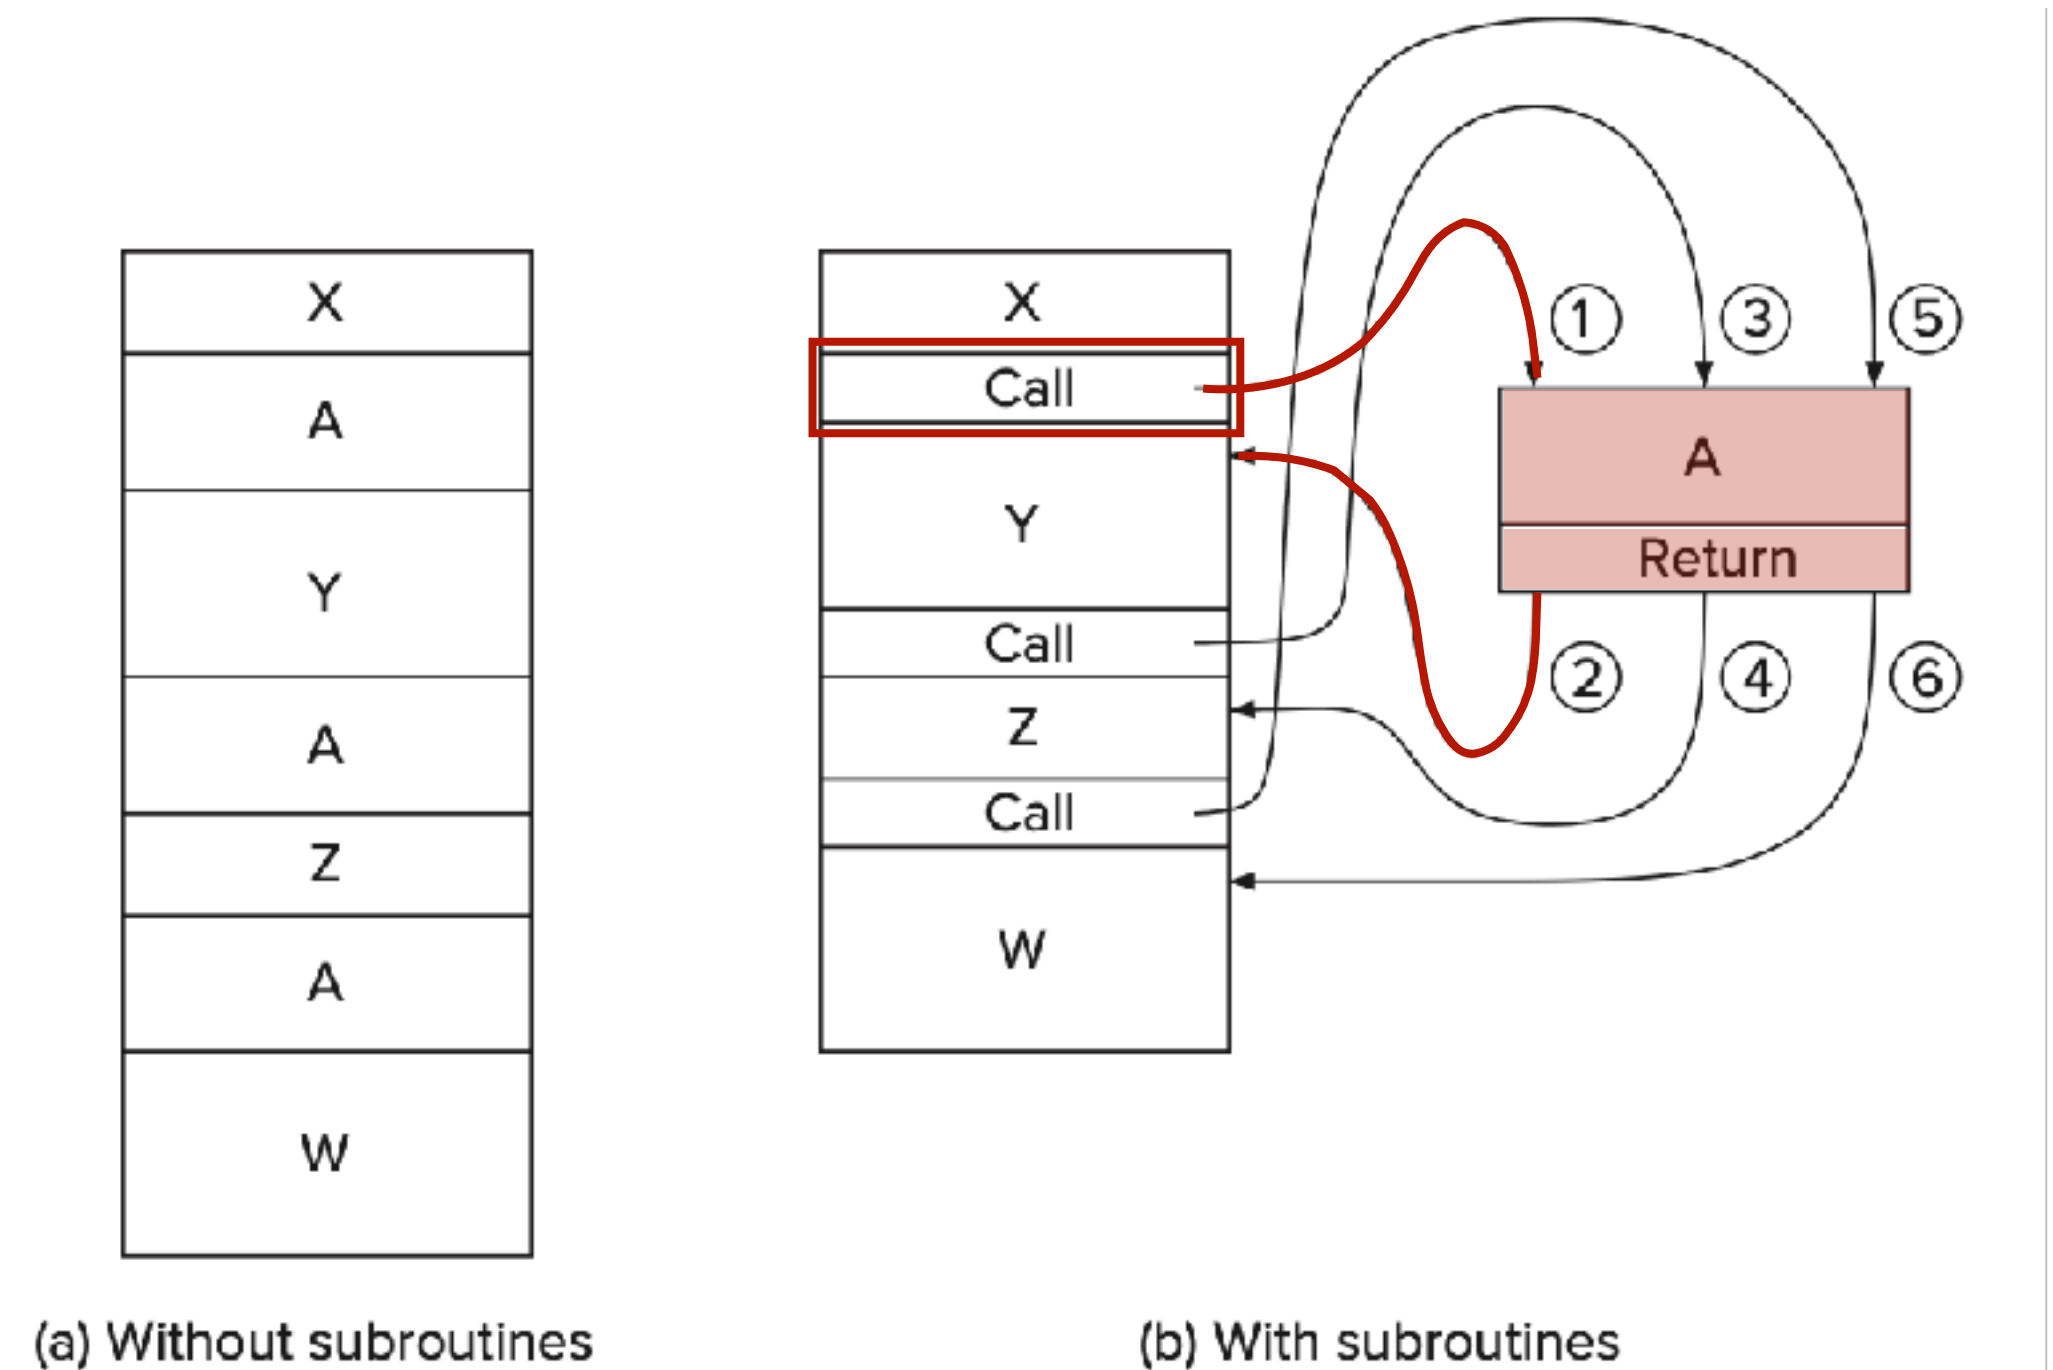 X
A
Y
A
Z
A
W
(a) Without subroutines
X
Call
Y
Call
Z
Call
W
1 3 5
A
Return
2 4 6
(b) With subroutines